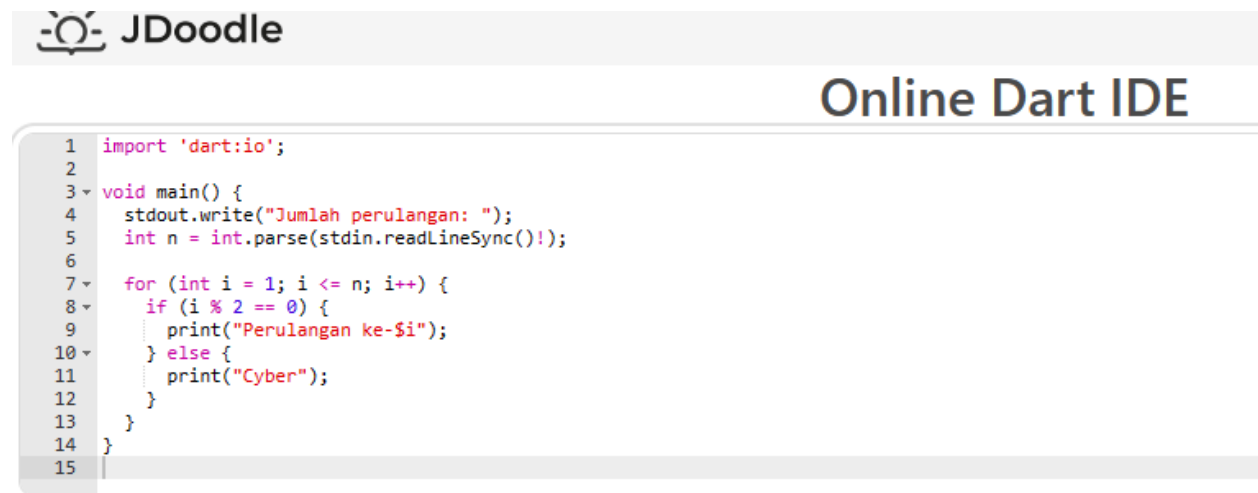 JDoodle
Online Dart IDE
1 import 'dart:io';
2
3 void main() {
4   stdout.write("Jumlah perulangan: ");
5   int n = int.parse(stdin.readLineSync()!);
6
7   for (int i = 1; i <= n; i++) {
8     if (i % 2 == 0) {
9       print("Perulangan ke-$i");
10     } else {
11       print("Cyber");
12     }
13   }
14 }
15